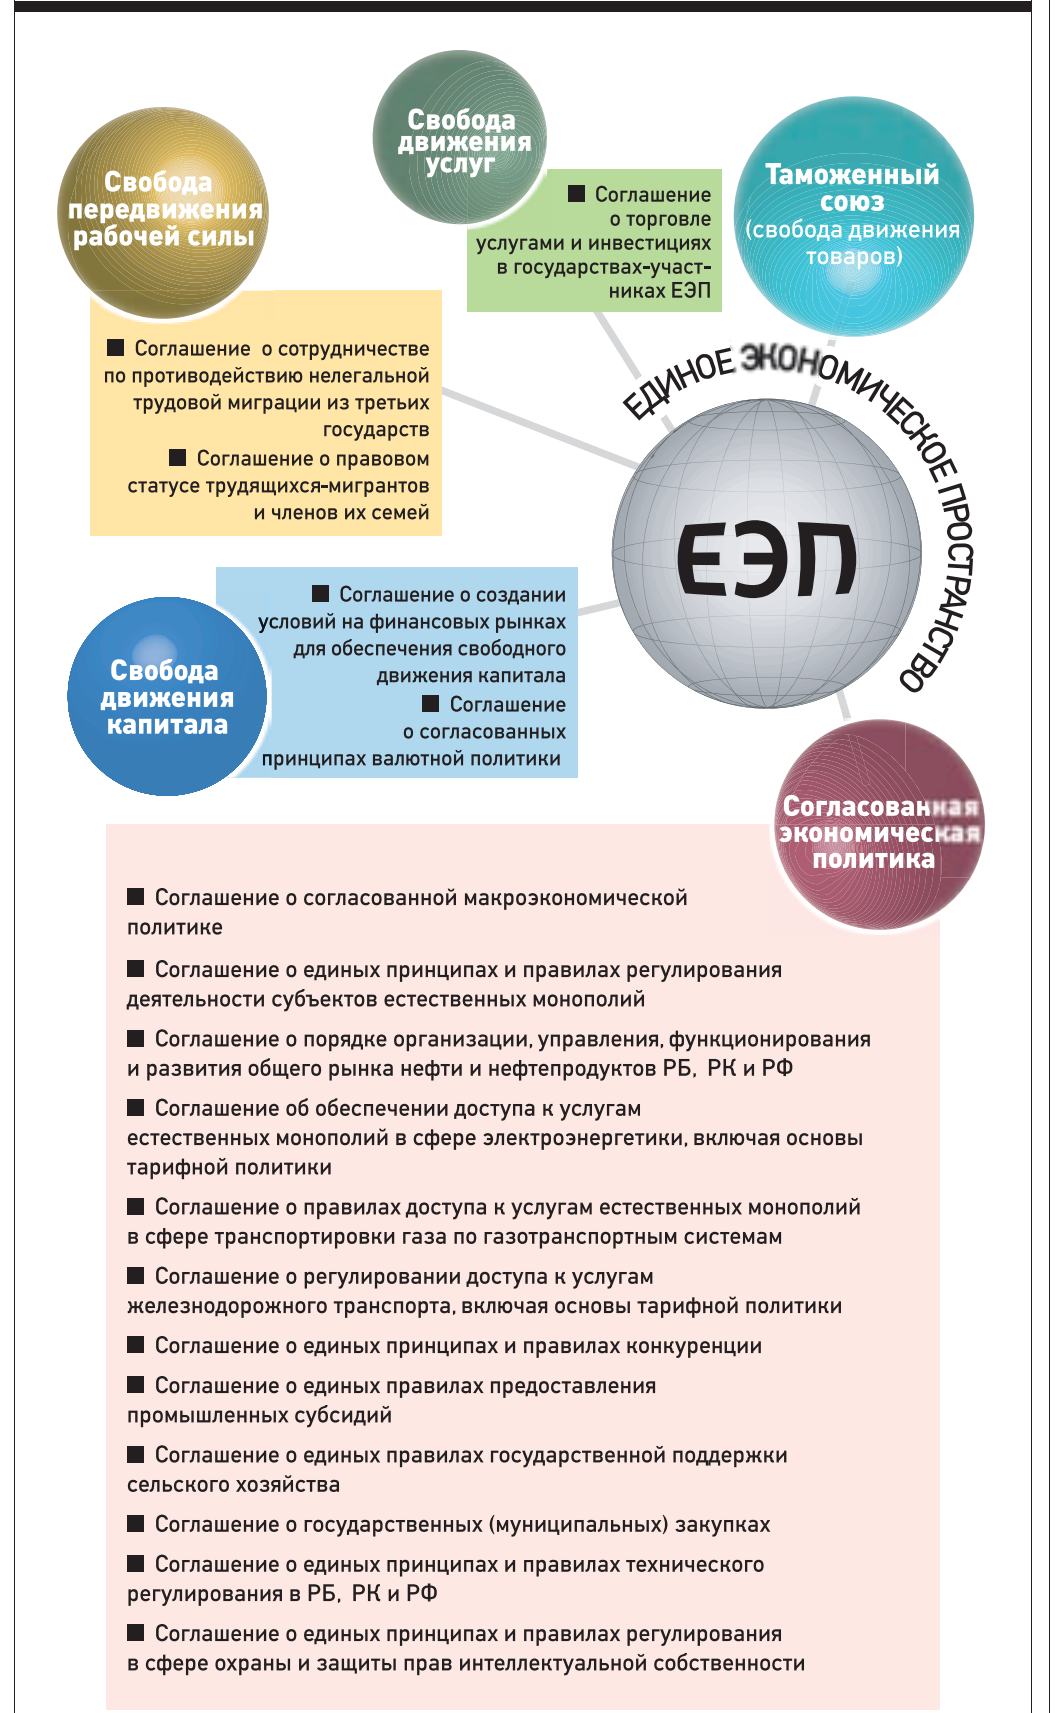 Свобода
движения
услуг
Свобода
передвижения
рабочей силы
Таможенный
союз
(свобода движения
товаров)
■ Соглашение
о торговле
услугами и инвестициях
в государствах-участ-
никах ЕЭП
■ Соглашение о сотрудничестве
по противодействию нелегальной
трудовой миграции из третьих
государств
■ Соглашение о правовом
статусе трудящихся-мигрантов
и членов их семей
ЕДИНОЕ ЭКОНОМИЧЕСКОЕ ПРОСТРАНСТВО
ЕЭП
■ Соглашение о создании
условий на финансовых рынках
для обеспечения свободного
движения капитала
■ Соглашение
о согласованных
принципах валютной политики
Свобода
движения
капитала
Согласованная
экономическая
политика
■ Соглашение о согласованной макроэкономической
политике
■ Соглашение о единых принципах и правилах регулирования
деятельности субъектов естественных монополий
■ Соглашение о порядке организации, управления, функционирования
и развития общего рынка нефти и нефтепродуктов РБ, РК и РФ
■ Соглашение об обеспечении доступа к услугам
естественных монополий в сфере электроэнергетики, включая основы
тарифной политики
■ Соглашение о правилах доступа к услугам естественных монополий
в сфере транспортировки газа по газотранспортным системам
■ Соглашение о регулировании доступа к услугам
железнодорожного транспорта, включая основы тарифной политики
■ Соглашение о единых принципах и правилах конкуренции
■ Соглашение о единых правилах предоставления
промышленных субсидий
■ Соглашение о единых правилах государственной поддержки
сельского хозяйства
■ Соглашение о государственных (муниципальных) закупках
■ Соглашение о единых принципах и правилах технического
регулирования в РБ, РК и РФ
■ Соглашение о единых принципах и правилах регулирования
в сфере охраны и защиты прав интеллектуальной собственности